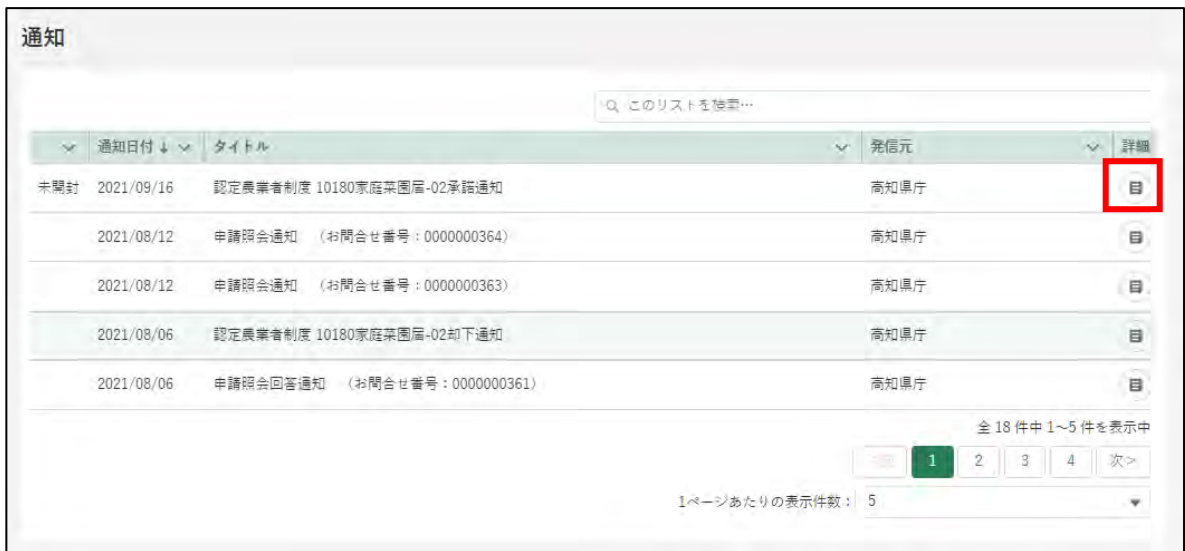 通知
このリストを検索…
通知日付↓ タイトル 発信元 詳細
未開封 2021/09/16 認定農業者制度 10180家庭菜園届-02承諾通知 高知県庁
2021/08/12 申請照会通知 （お問合せ番号：0000000364） 高知県庁
2021/08/12 申請照会通知 （お問合せ番号：0000000363） 高知県庁
2021/08/06 認定農業者制度 10180家庭菜園届-02却下通知 高知県庁
2021/08/06 申請照会回答通知 （お問合せ番号：0000000361） 高知県庁
全 18 件中 1～5 件を表示中
1 2 3 4 次>
1ページあたりの表示件数： 5